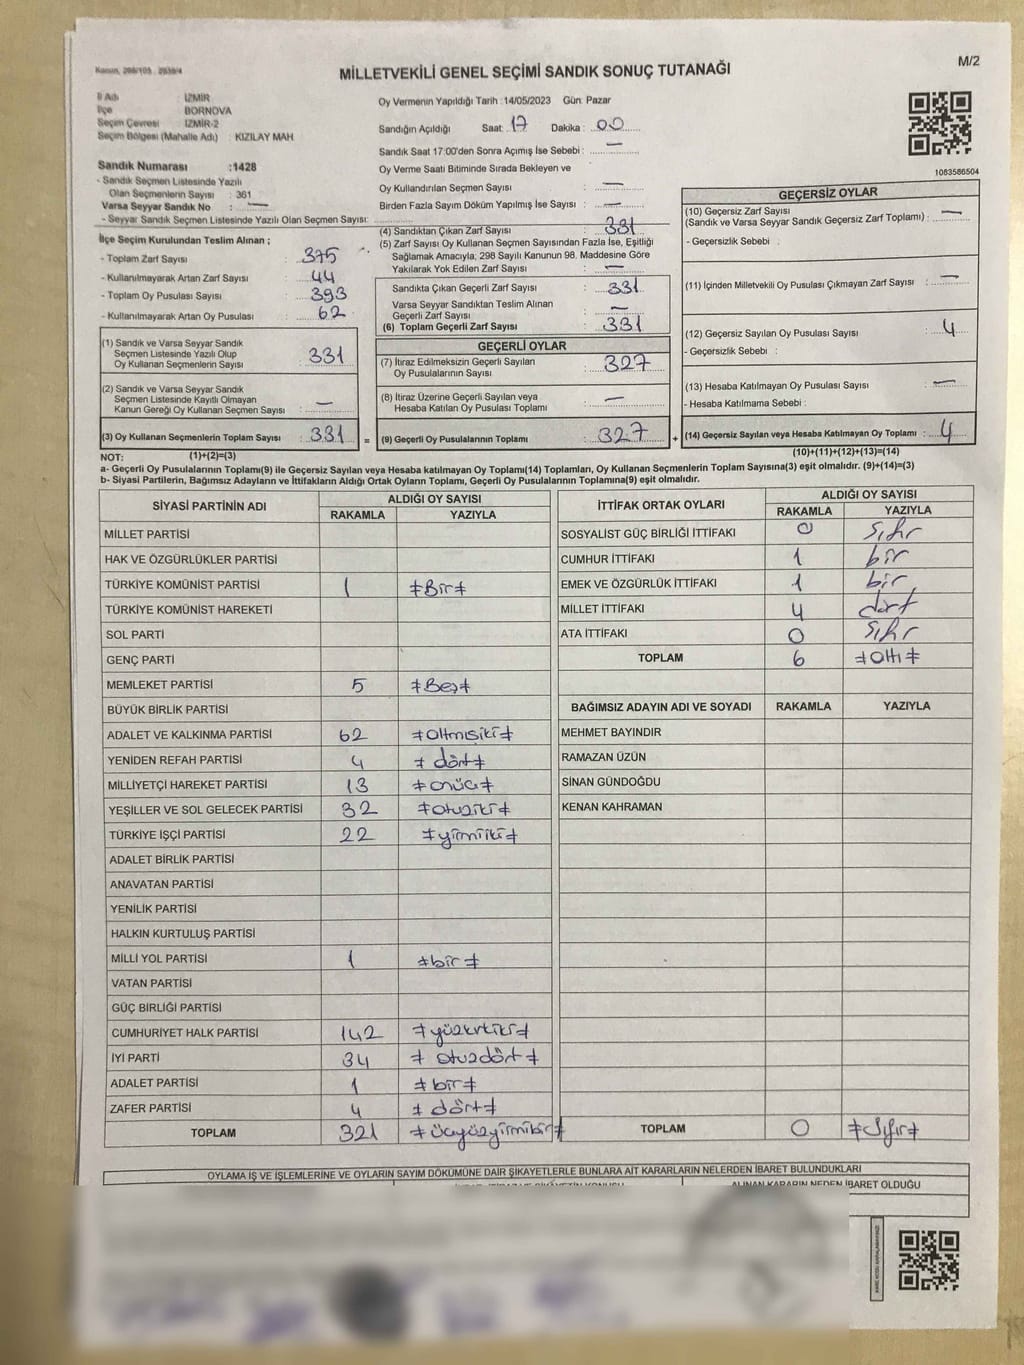 Kanun, 298/105 . 2839/4
MİLLETVEKİLİ GENEL SEÇİMİ SANDIK SONUÇ TUTANAĞI
M/2
İl Adı : İZMİR
İlçe : BORNOVA
Seçim Çevresi : İZMİR-2
Seçim Bölgesi (Mahalle Adı) : KIZILAY MAH.
Sandık Numarası :1428
- Sandık Seçmen Listesinde Yazılı
Olan Seçmenlerin Sayısı : 361
Varsa Seyyar Sandık No : —
- Seyyar Sandık Seçmen Listesinde Yazılı Olan Seçmen Sayısı:
Oy Vermenin Yapıldığı Tarih :14/05/2023 Gün: Pazar
Sandığın Açıldığı Saat: 17 Dakika : 00
Sandık Saat 17:00'den Sonra Açımış İse Sebebi : —
Oy Verme Saati Bitiminde Sırada Bekleyen ve
Oy Kullandırılan Seçmen Sayısı : —
Birden Fazla Sayım Döküm Yapılmış İse Sayısı : —
1083586504
İlçe Seçim Kurulundan Teslim Alınan ;
- Toplam Zarf Sayısı : 375
- Kullanılmayarak Artan Zarf Sayısı : 44
- Toplam Oy Pusulası Sayısı : 393
- Kullanılmayarak Artan Oy Pusulası : 62
(1) Sandık ve Varsa Seyyar Sandık
Seçmen Listesinde Yazılı Olup
Oy Kullanan Seçmenlerin Sayısı : 331
(2) Sandık ve Varsa Seyyar Sandık
Seçmen Listesinde Kayıtlı Olmayan
Kanun Gereği Oy Kullanan Seçmen Sayısı : —
(3) Oy Kullanan Seçmenlerin Toplam Sayısı : 331 =
(4) Sandıktan Çıkan Zarf Sayısı : 331
(5) Zarf Sayısı Oy Kullanan Seçmen Sayısından Fazla İse, Eşitliği
Sağlamak Amacıyla, 298 Sayılı Kanunun 98. Maddesine Göre
Yakılarak Yok Edilen Zarf Sayısı : —
Sandıkta Çıkan Geçerli Zarf Sayısı : 331
Varsa Seyyar Sandıktan Teslim Alınan
Geçerli Zarf Sayısı : —
(6) Toplam Geçerli Zarf Sayısı : 331
GEÇERLİ OYLAR
(7) İtiraz Edilmeksizin Geçerli Sayılan
Oy Pusulalarının Sayısı : 327
(8) İtiraz Üzerine Geçerli Sayılan veya
Hesaba Katılan Oy Pusulası Toplamı : —
(9) Geçerli Oy Pusulalarının Toplamı : 327 +
GEÇERSİZ OYLAR
(10) Geçersiz Zarf Sayısı
(Sandık ve Varsa Seyyar Sandık Geçersiz Zarf Toplamı) : —
- Geçersizlik Sebebi :
(11) İçinden Milletvekili Oy Pusulası Çıkmayan Zarf Sayısı : —
(12) Geçersiz Sayılan Oy Pusulası Sayısı : 4
- Geçersizlik Sebebi :
(13) Hesaba Katılmayan Oy Pusulası Sayısı : —
- Hesaba Katılmama Sebebi :
(14) Geçersiz Sayılan veya Hesaba Katılmayan Oy Toplamı : 4
NOT: (1)+(2)=(3) (10)+(11)+(12)+(13)=(14)
a- Geçerli Oy Pusulalarının Toplamı(9) ile Geçersiz Sayılan veya Hesaba katılmayan Oy Toplamı(14) Toplamları, Oy Kullanan Seçmenlerin Toplam Sayısına(3) eşit olmalıdır. (9)+(14)=(3)
b- Siyasi Partilerin, Bağımsız Adayların ve İttifakların Aldığı Ortak Oyların Toplamı, Geçerli Oy Pusulalarının Toplamına(9) eşit olmalıdır.
SİYASİ PARTİNİN ADI ALDIĞI OY SAYISI
RAKAMLA YAZIYLA
MİLLET PARTİSİ
HAK VE ÖZGÜRLÜKLER PARTİSİ
TÜRKİYE KOMÜNİST PARTİSİ 1 ≠Bir≠
TÜRKİYE KOMÜNİST HAREKETİ
SOL PARTİ
GENÇ PARTİ
MEMLEKET PARTİSİ 5 ≠Beş≠
BÜYÜK BİRLİK PARTİSİ
ADALET VE KALKINMA PARTİSİ 62 ≠altmışiki≠
YENİDEN REFAH PARTİSİ 4 ≠dört≠
MİLLİYETÇİ HAREKET PARTİSİ 13 ≠onüç≠
YEŞİLLER VE SOL GELECEK PARTİSİ 32 ≠otuziki≠
TÜRKİYE İŞÇİ PARTİSİ 22 ≠yirmiiki≠
ADALET BİRLİK PARTİSİ
ANAVATAN PARTİSİ
YENİLİK PARTİSİ
HALKIN KURTULUŞ PARTİSİ
MİLLİ YOL PARTİSİ 1 ≠bir≠
VATAN PARTİSİ
GÜÇ BİRLİĞİ PARTİSİ
CUMHURİYET HALK PARTİSİ 142 ≠yüzkırkiki≠
İYİ PARTİ 34 ≠otuzdört≠
ADALET PARTİSİ 1 ≠bir≠
ZAFER PARTİSİ 4 ≠dört≠
TOPLAM 321 ≠üçyüzyirmibir≠
İTTİFAK ORTAK OYLARI ALDIĞI OY SAYISI
RAKAMLA YAZIYLA
SOSYALİST GÜÇ BİRLİĞİ İTTİFAKI 0 sıfır
CUMHUR İTTİFAKI 1 bir
EMEK VE ÖZGÜRLÜK İTTİFAKI 1 bir
MİLLET İTTİFAKI 4 dört
ATA İTTİFAKI 0 sıfır
TOPLAM 6 ≠altı≠
BAĞIMSIZ ADAYIN ADI VE SOYADI RAKAMLA YAZIYLA
MEHMET BAYINDIR
RAMAZAN ÜZÜN
SİNAN GÜNDOĞDU
KENAN KAHRAMAN
TOPLAM 0 ≠sıfır≠
OYLAMA İŞ VE İŞLEMLERİNE VE OYLARIN SAYIM DÖKÜMÜNE DAİR ŞİKAYETLERLE BUNLARA AİT KARARLARIN NELERDEN İBARET BULUNDUKLARI
ALINAN KARARIN NEDEN İBARET OLDUĞU